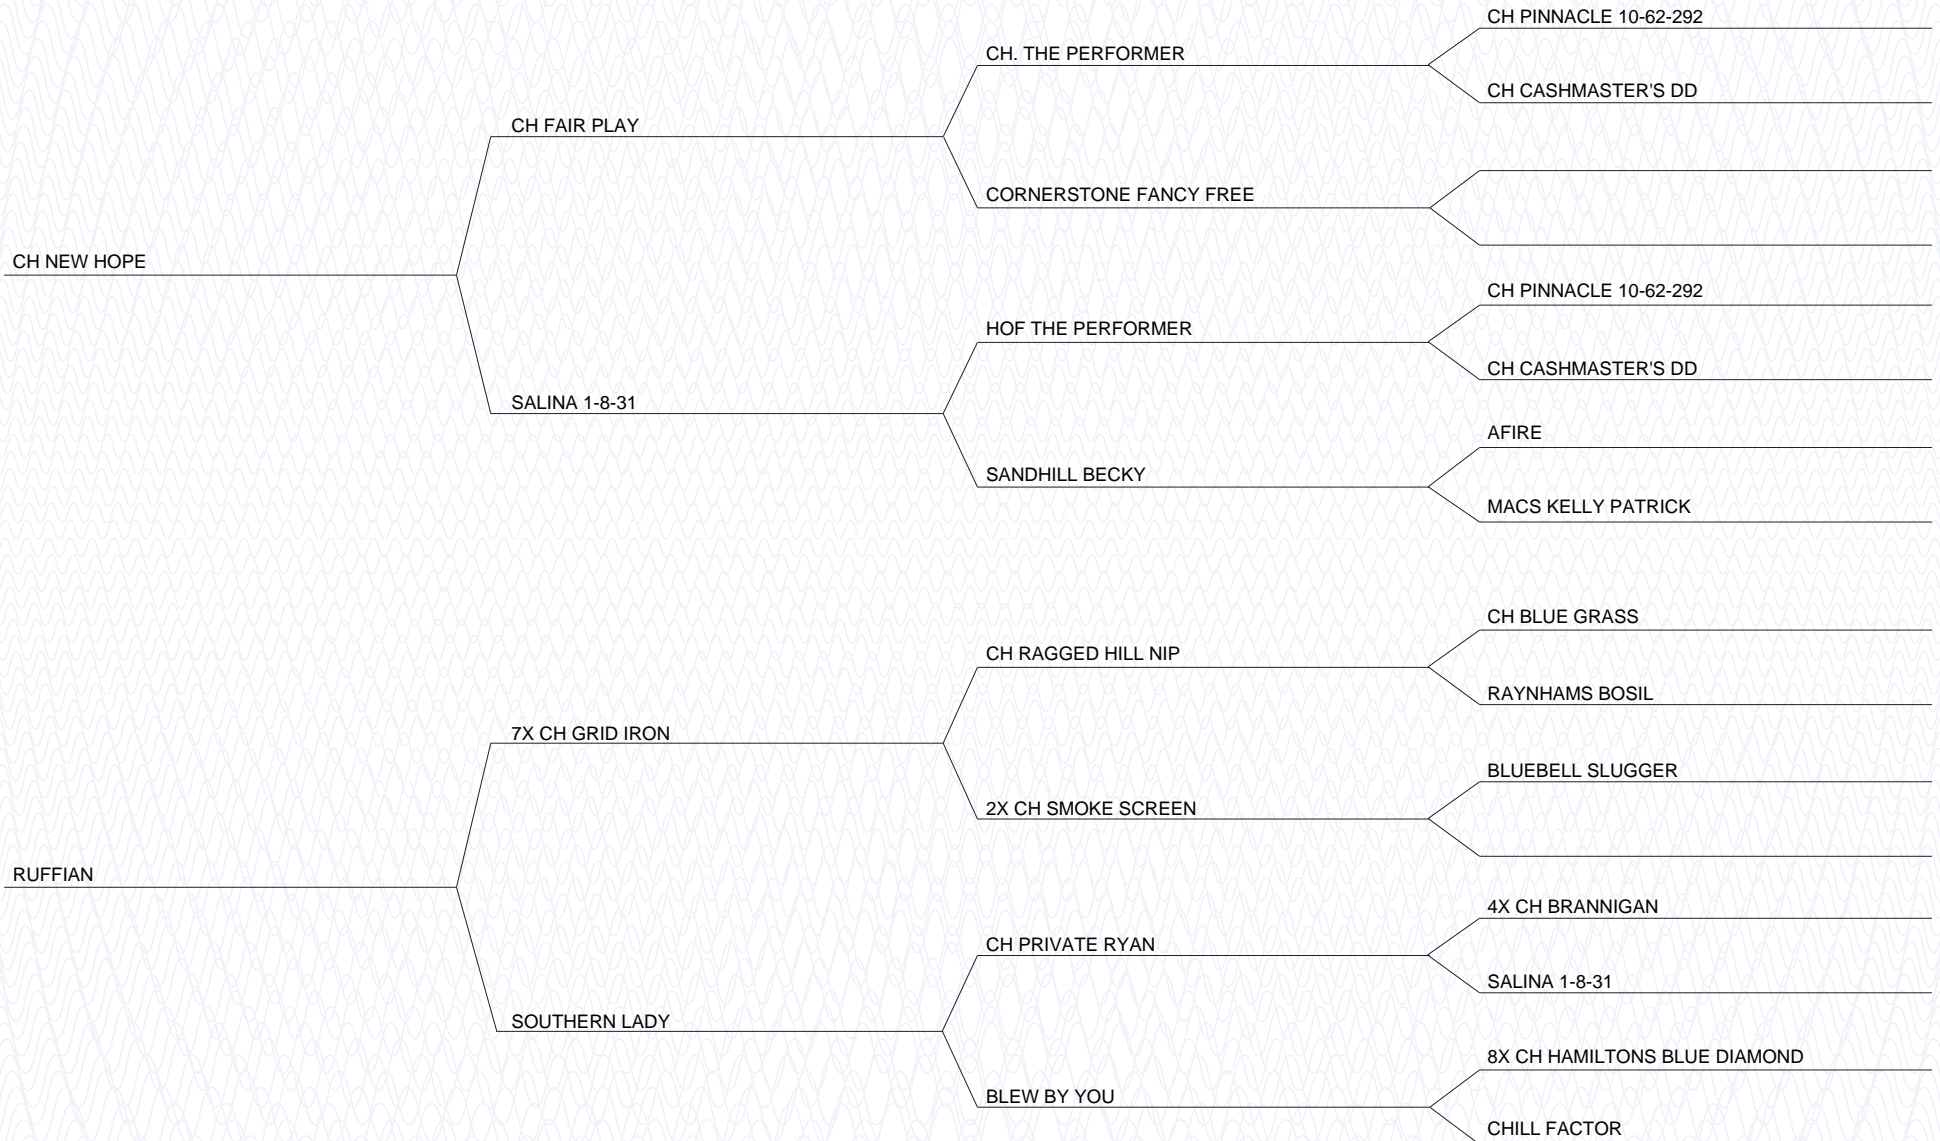 CH PINNACLE 10-62-292
CH. THE PERFORMER
CH CASHMASTER'S DD
CH FAIR PLAY
CORNERSTONE FANCY FREE
CH NEW HOPE
CH PINNACLE 10-62-292
HOF THE PERFORMER
CH CASHMASTER'S DD
SALINA 1-8-31
AFIRE
SANDHILL BECKY
MACS KELLY PATRICK
CH BLUE GRASS
CH RAGGED HILL NIP
RAYNHAMS BOSIL
7X CH GRID IRON
BLUEBELL SLUGGER
2X CH SMOKE SCREEN
RUFFIAN
4X CH BRANNIGAN
CH PRIVATE RYAN
SALINA 1-8-31
SOUTHERN LADY
8X CH HAMILTONS BLUE DIAMOND
BLEW BY YOU
CHILL FACTOR